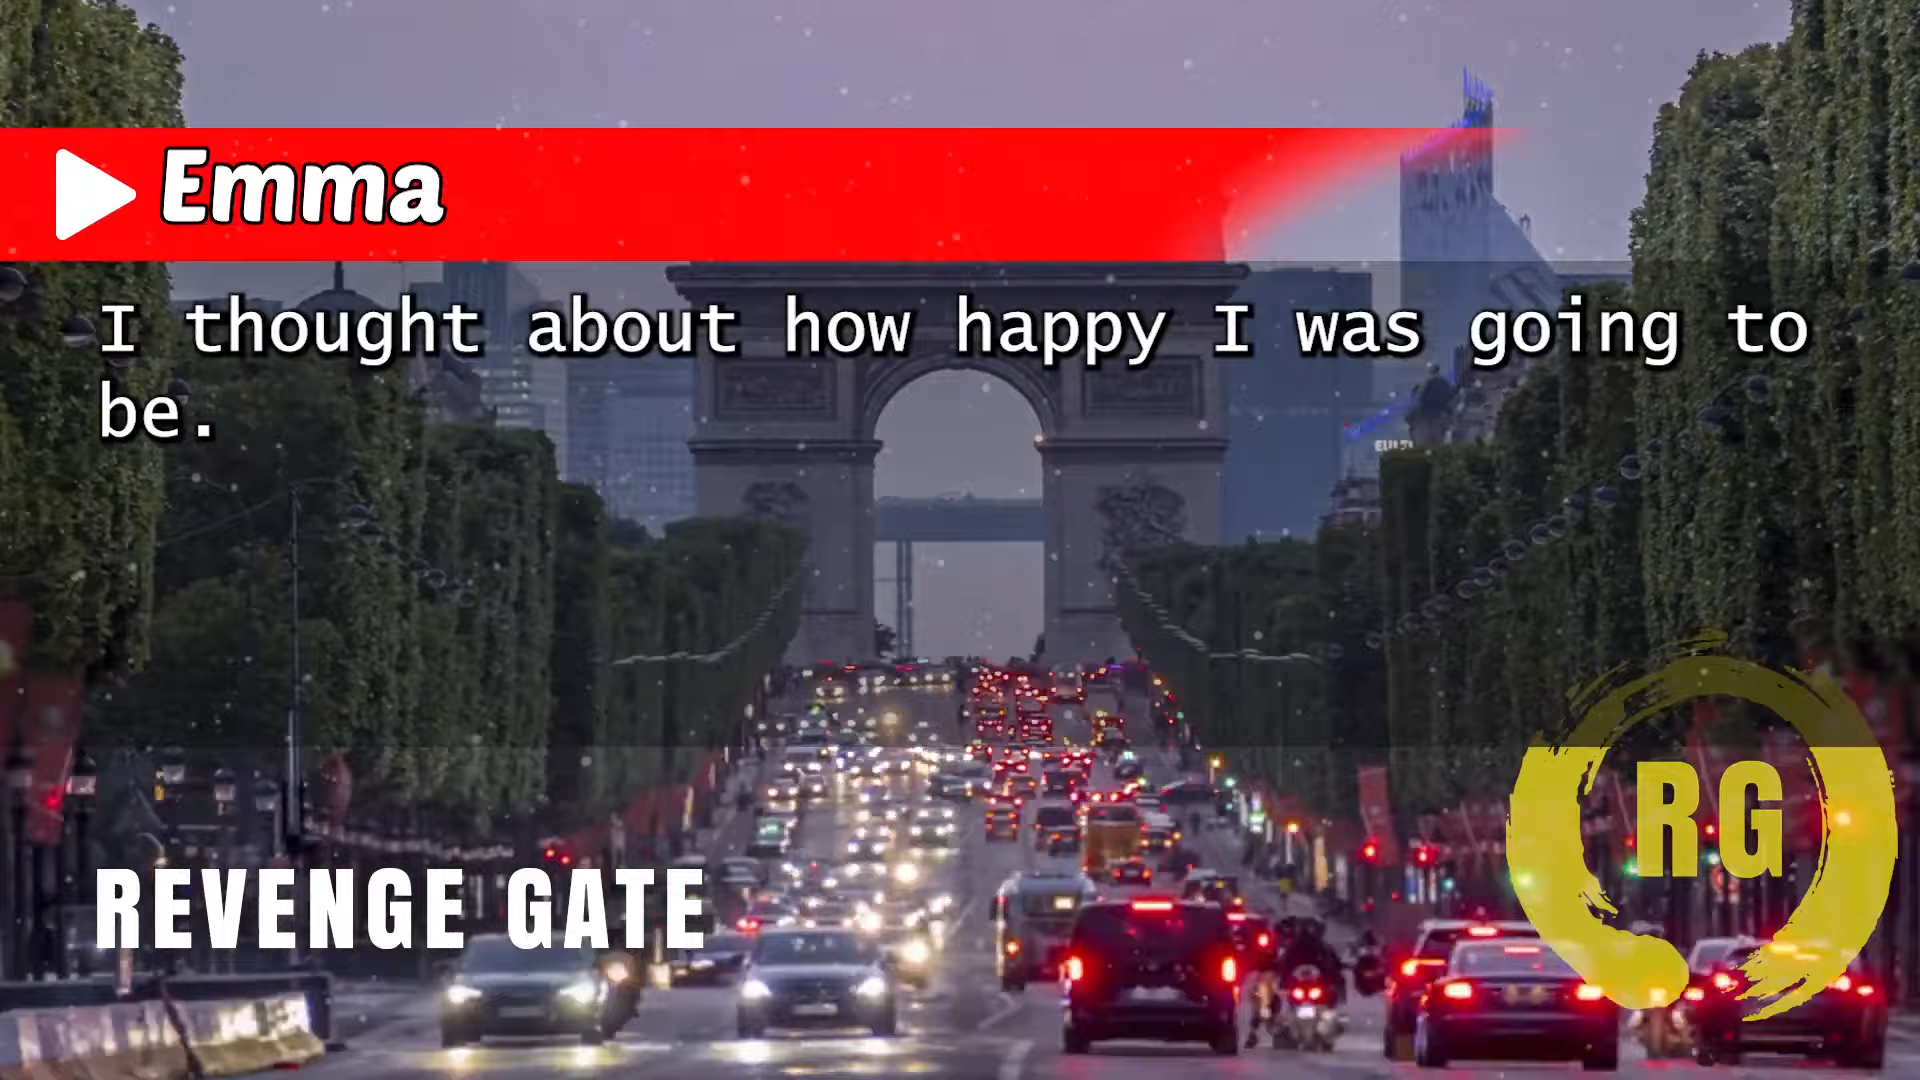 Emma
I thought about how happy I was going to
be.
REVENGE GATE
RG